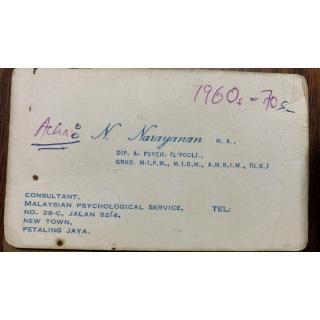 1960s - 70s
Acha: N. Narayanan M.A.,
DIP. A. PSYCH. (L'POOL).,
GRAD. M.I.P.M., M.I.O.M., A.M.B.I.M., (U.K.)
CONSULTANT,
MALAYSIAN PSYCHOLOGICAL SERVICE, TEL:
NO. 28-C, JALAN 52/4,
NEW TOWN,
PETALING JAYA.